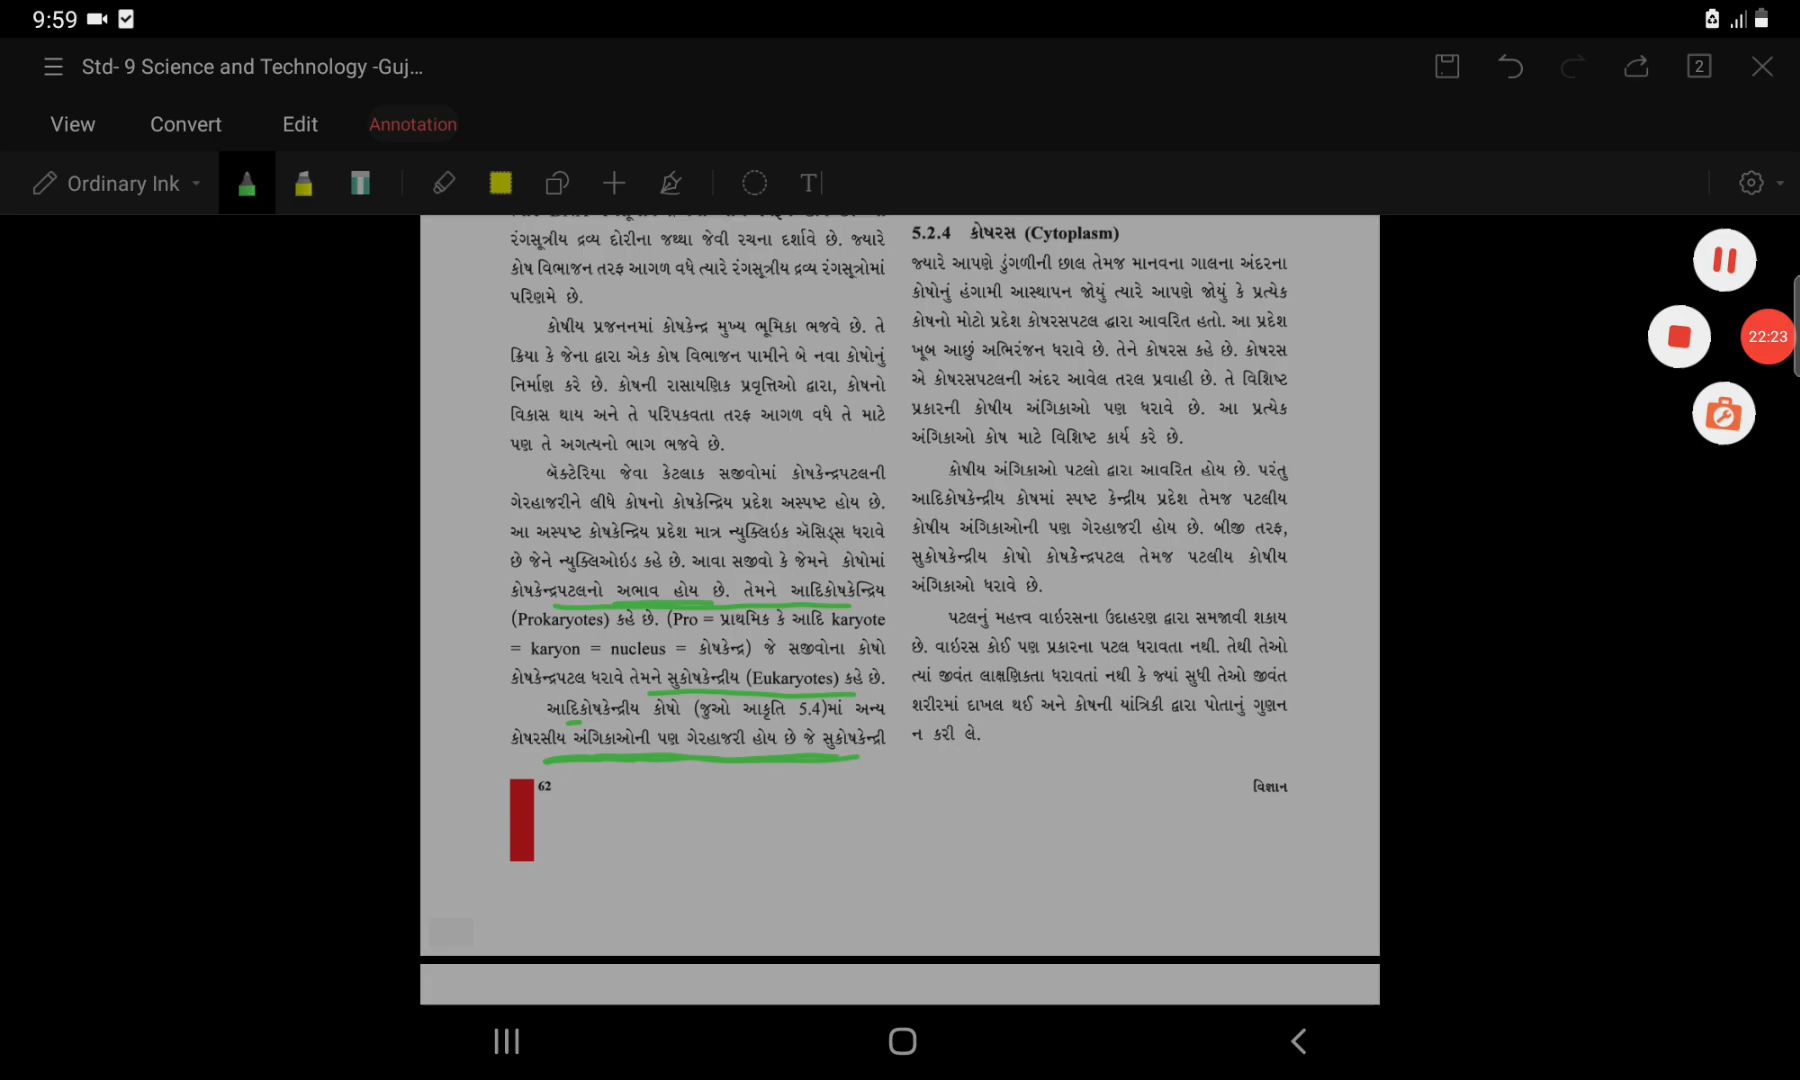 9:59
Std- 9 Science and Technology -Guj...
2
View
Convert
Edit
Annotation
Ordinary Ink
T
રંગસૂત્રીય દ્રવ્ય દોરીના જથ્થા જેવી રચના દર્શાવે છે. જ્યારે
કોષ વિભાજન તરફ આગળ વધે ત્યારે રંગસૂત્રીય દ્રવ્ય રંગસૂત્રોમાં
પરિણમે છે.
કોષીય પ્રજનનમાં કોષકેન્દ્ર મુખ્ય ભૂમિકા ભજવે છે. તે
ક્રિયા કે જેના દ્વારા એક કોષ વિભાજન પામીને બે નવા કોષોનું
નિર્માણ કરે છે. કોષની રાસાયણિક પ્રવૃત્તિઓ દ્વારા, કોષનો
વિકાસ થાય અને તે પરિપકવતા તરફ આગળ વધે તે માટે
પણ તે અગત્યનો ભાગ ભજવે છે.
બૅક્ટેરિયા જેવા કેટલાક સજીવોમાં કોષકેન્દ્રપટલની
ગેરહાજરીને લીધે કોષનો કોષકેન્દ્રિય પ્રદેશ અસ્પષ્ટ હોય છે.
આ અસ્પષ્ટ કોષકેન્દ્રિય પ્રદેશ માત્ર ન્યુક્લિઇક ઍસિડ્સ ધરાવે
છે જેને ન્યુક્લિઓઇડ કહે છે. આવા સજીવો કે જેમને કોષોમાં
કોષકેન્દ્રપટલનો અભાવ હોય છે. તેમને આદિકોષકેન્દ્રિય
(Prokaryotes) કહે છે. (Pro = પ્રાથમિક કે આદિ karyote
= karyon = nucleus = કોષકેન્દ્ર) જે સજીવોના કોષો
કોષકેન્દ્રપટલ ધરાવે તેમને સુકોષકેન્દ્રીય (Eukaryotes) કહે છે.
આદિકોષકેન્દ્રીય કોષો (જુઓ આકૃતિ 5.4)માં અન્ય
કોષરસીય અંગિકાઓની પણ ગેરહાજરી હોય છે જે સુકોષકેન્દ્રી
62
5.2.4 કોષરસ (Cytoplasm)
જ્યારે આપણે ડુંગળીની છાલ તેમજ માનવના ગાલના અંદરના
કોષોનું હંગામી આસ્થાપન જોયું ત્યારે આપણે જોયું કે પ્રત્યેક
કોષનો મોટો પ્રદેશ કોષરસપટલ દ્વારા આવરિત હતો. આ પ્રદેશ
ખૂબ આછું અભિરંજન ધરાવે છે. તેને કોષરસ કહે છે. કોષરસ
એ કોષરસપટલની અંદર આવેલ તરલ પ્રવાહી છે. તે વિશિષ્ટ
પ્રકારની કોષીય અંગિકાઓ પણ ધરાવે છે. આ પ્રત્યેક
અંગિકાઓ કોષ માટે વિશિષ્ટ કાર્ય કરે છે.
કોષીય અંગિકાઓ પટલો દ્વારા આવરિત હોય છે. પરંતુ
આદિકોષકેન્દ્રીય કોષમાં સ્પષ્ટ કેન્દ્રીય પ્રદેશ તેમજ પટલીય
કોષીય અંગિકાઓની પણ ગેરહાજરી હોય છે. બીજી તરફ,
સુકોષકેન્દ્રીય કોષો કોષકેન્દ્રપટલ તેમજ પટલીય કોષીય
અંગિકાઓ ધરાવે છે.
પટલનું મહત્ત્વ વાઇરસના ઉદાહરણ દ્વારા સમજાવી શકાય
છે. વાઇરસ કોઈ પણ પ્રકારના પટલ ધરાવતા નથી. તેથી તેઓ
ત્યાં જીવંત લાક્ષણિકતા ધરાવતાં નથી કે જ્યાં સુધી તેઓ જીવંત
શરીરમાં દાખલ થઈ અને કોષની યાંત્રિકી દ્વારા પોતાનું ગુણન
ન કરી લે.
વિજ્ઞાન
22:23